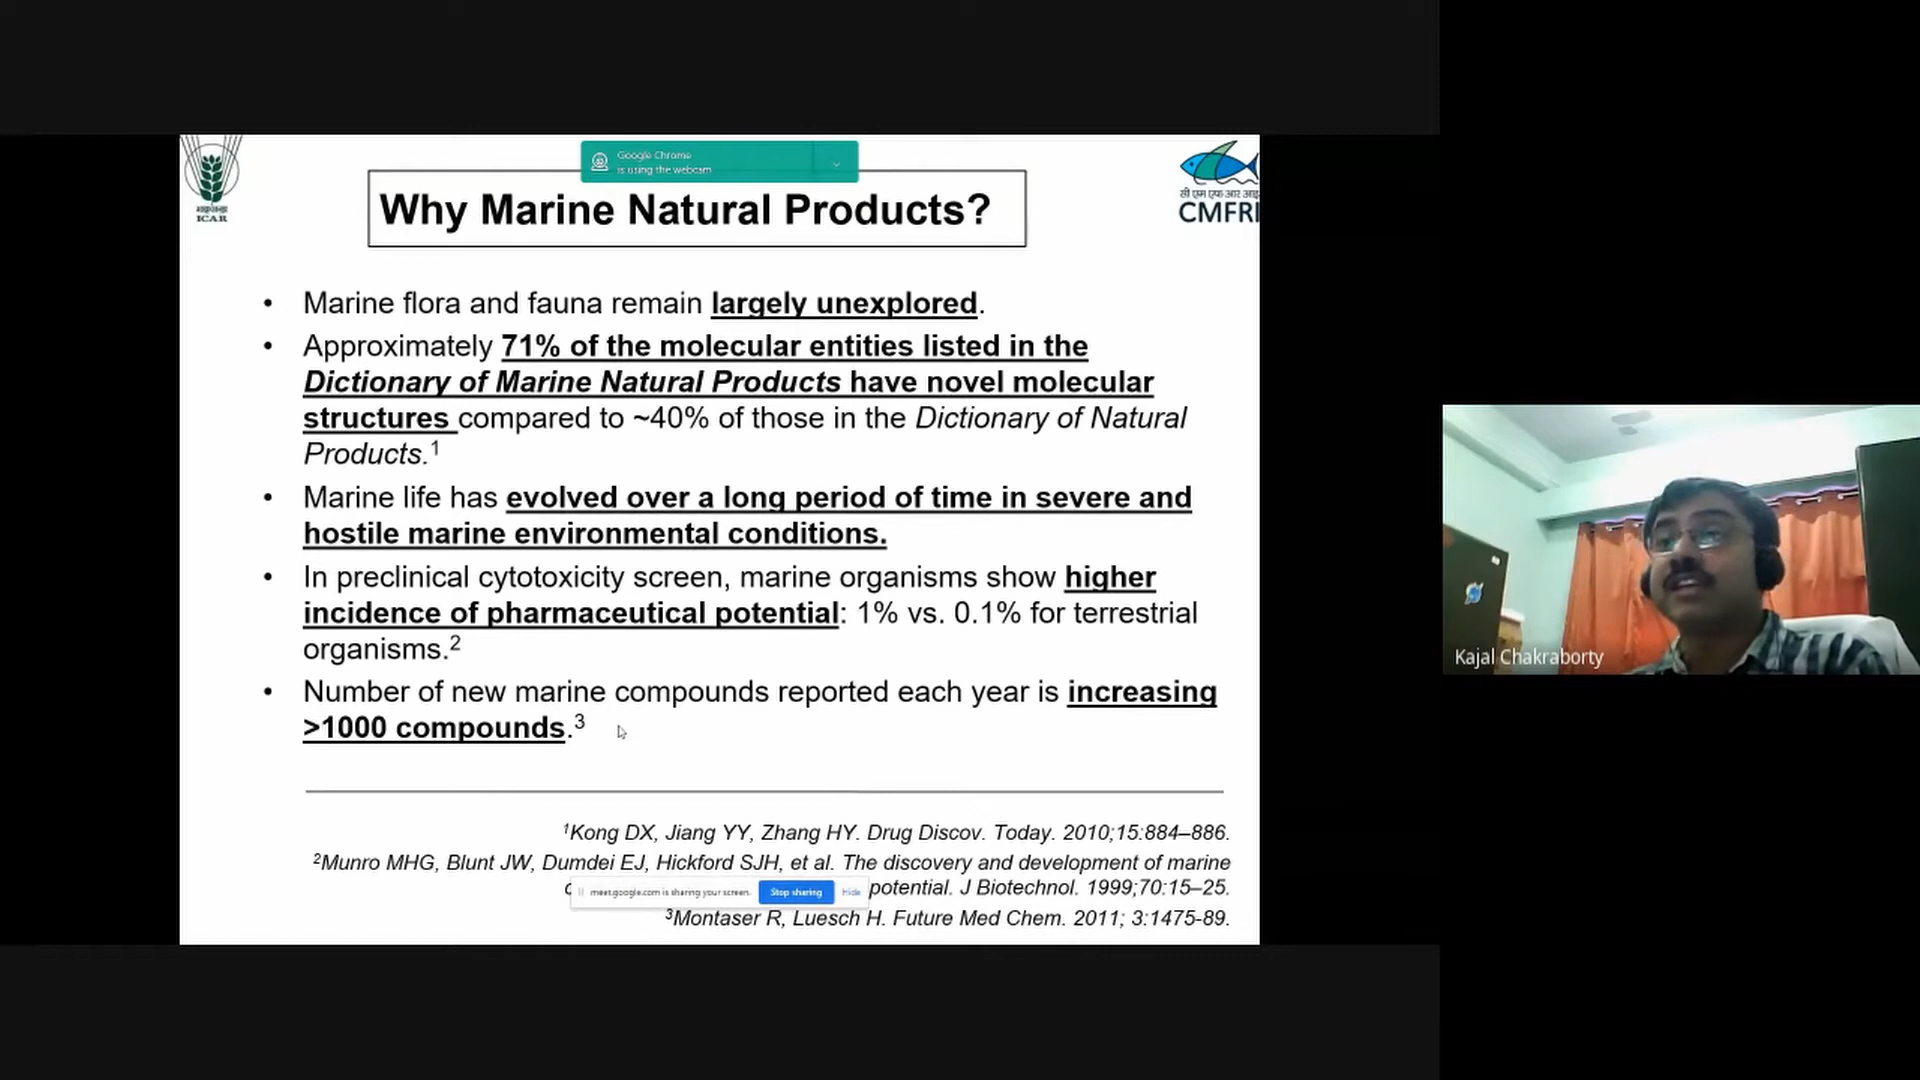 Google Chrome
is using the webcam
ICAR
सी एम एफ आर आइ
CMFRI
Why Marine Natural Products?
• Marine flora and fauna remain largely unexplored.
• Approximately 71% of the molecular entities listed in the
Dictionary of Marine Natural Products have novel molecular
structures compared to ~40% of those in the Dictionary of Natural
Products.1
• Marine life has evolved over a long period of time in severe and
hostile marine environmental conditions.
• In preclinical cytotoxicity screen, marine organisms show higher
incidence of pharmaceutical potential: 1% vs. 0.1% for terrestrial
organisms.2
• Number of new marine compounds reported each year is increasing
>1000 compounds.3
1Kong DX, Jiang YY, Zhang HY. Drug Discov. Today. 2010;15:884–886.
2Munro MHG, Blunt JW, Dumdei EJ, Hickford SJH, et al. The discovery and development of marine
potential. J Biotechnol. 1999;70:15–25.
meet.google.com is sharing your screen. Stop sharing Hide
3Montaser R, Luesch H. Future Med Chem. 2011; 3:1475-89.
Kajal Chakraborty